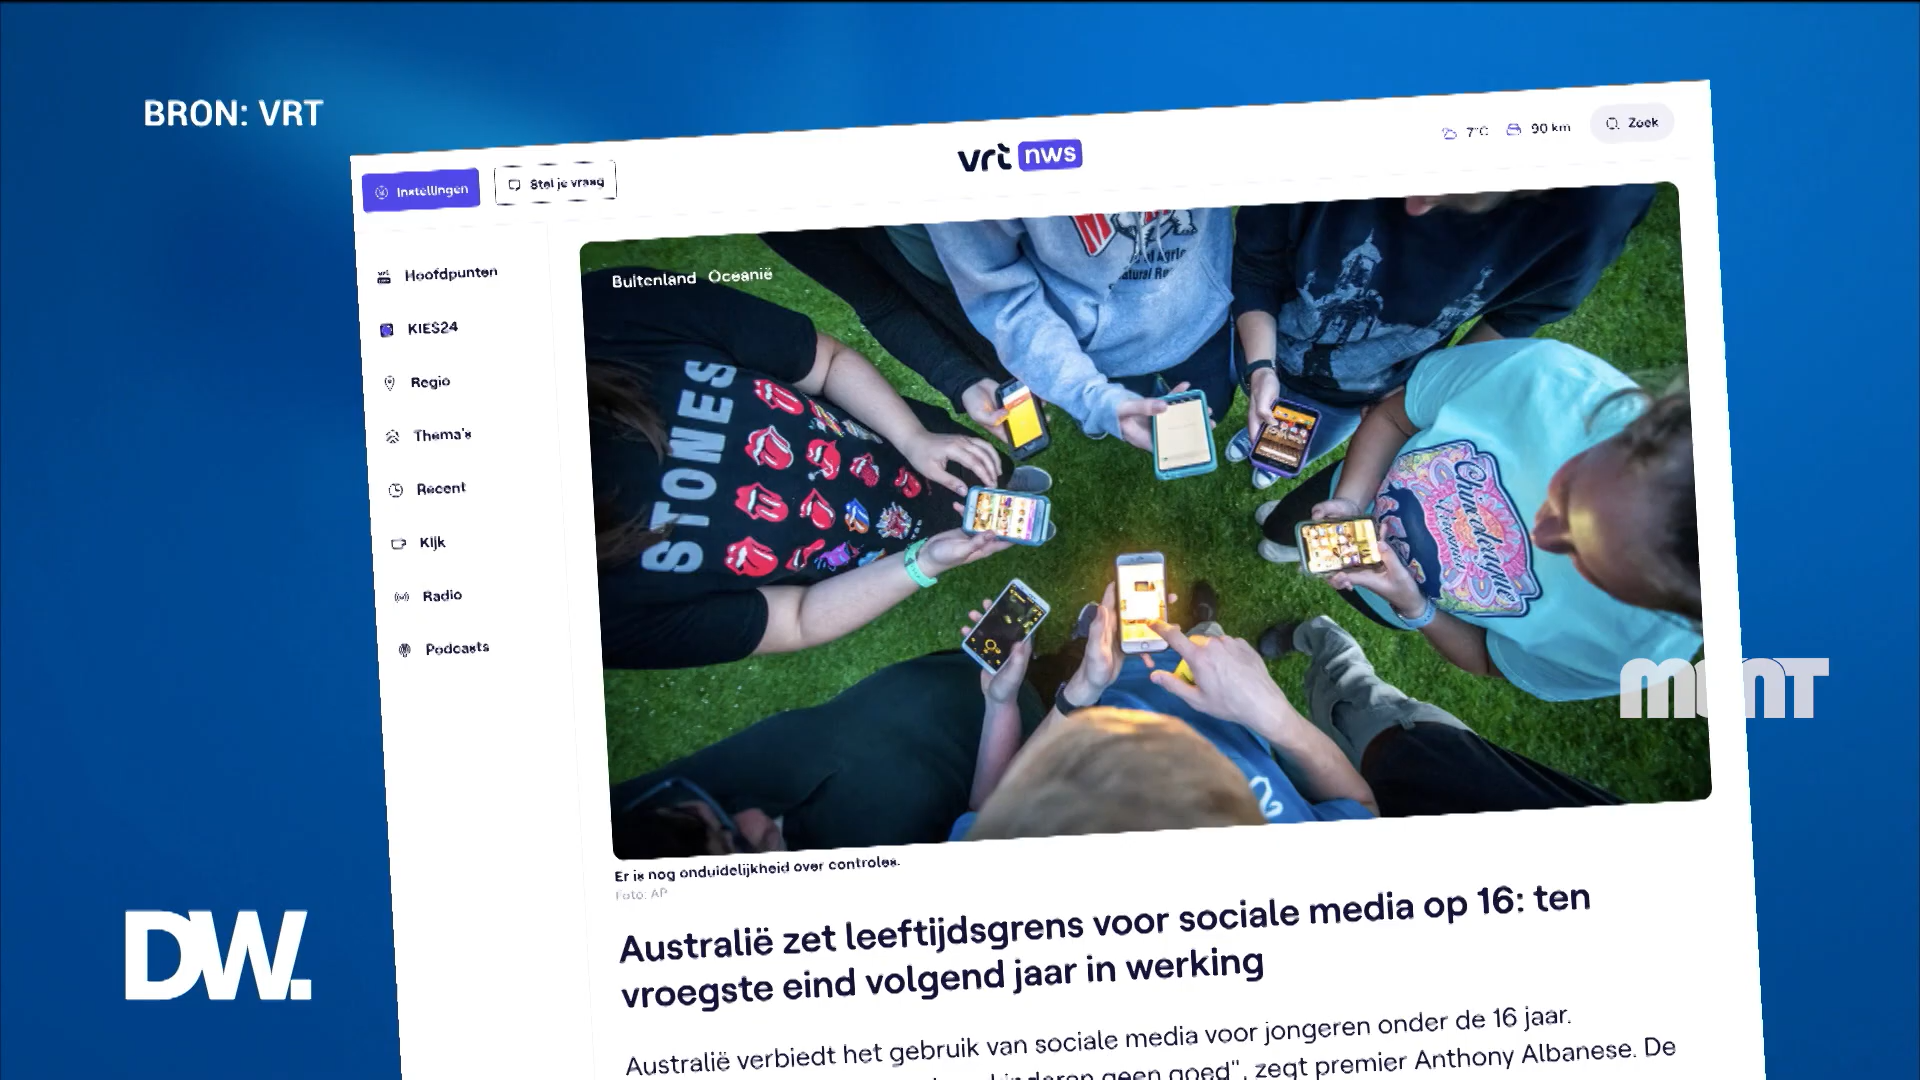 BRON: VRT
vrt nws
7°C
90 km
Zoek
Instellingen
Stel je vraag
Hoofdpunten
KIES24
Regio
Thema's
Recent
Kijk
Radio
Podcasts
Buitenland Oceanië
STONES
Er is nog onduidelijkheid over controles.
Foto: AP
Australië zet leeftijdsgrens voor sociale media op 16: ten
vroegste eind volgend jaar in werking
Australië verbiedt het gebruik van sociale media voor jongeren onder de 16 jaar.
kinderen geen goed", zegt premier Anthony Albanese. De
DW.